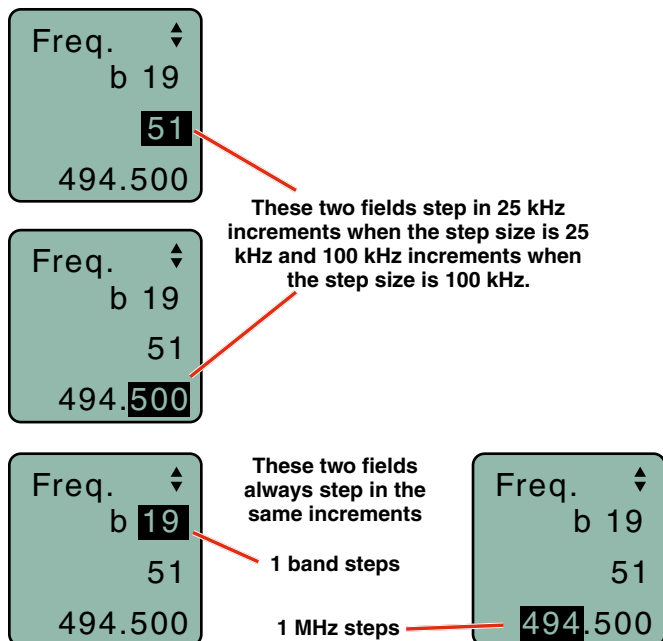 Freq.
b 19
51
494.500
These two fields step in 25 kHz
increments when the step size is 25
kHz and 100 kHz increments when
the step size is 100 kHz.
Freq.
b 19
51
494.500
Freq.
b 19
51
494.500
These two fields
always step in the
same increments
1 band steps
1 MHz steps
Freq.
b 19
51
494.500